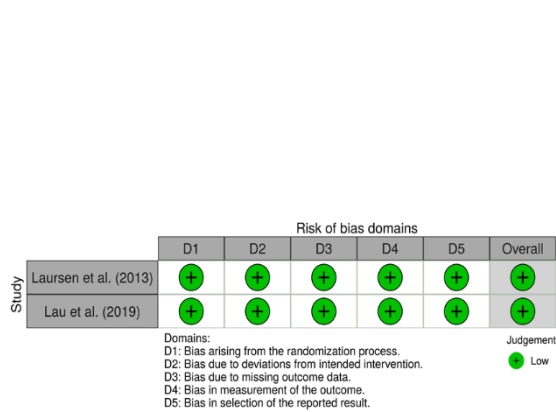 Risk of bias domains
D1 D2 D3 D4 D5 Overall
Study
Laursen et al. (2013) + + + + + +
Lau et al. (2019) + + + + + +
Domains:
D1: Bias arising from the randomization process.
D2: Bias due to deviations from intended intervention.
D3: Bias due to missing outcome data.
D4: Bias in measurement of the outcome.
D5: Bias in selection of the reported result.
Judgement
+ Low